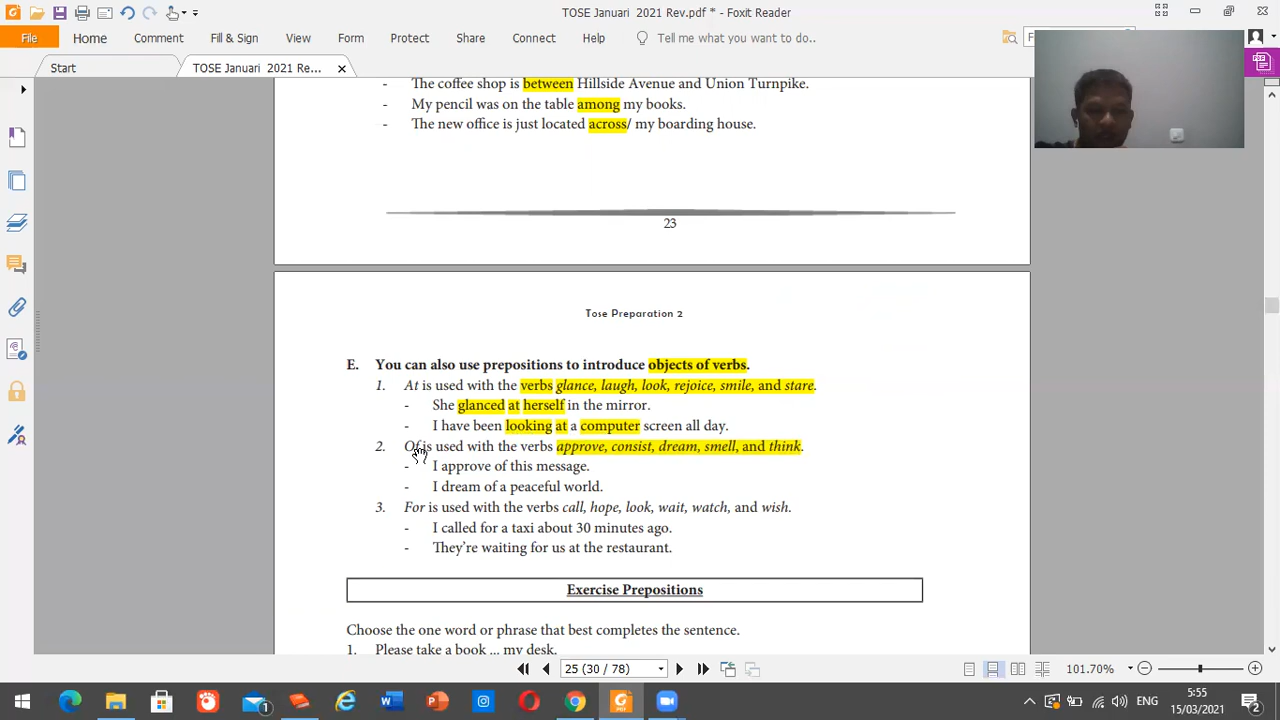 TOSE Januari 2021 Rev.pdf * - Foxit Reader
File Home Comment Fill & Sign View Form Protect Share Connect Help Tell me what you want to do..
Start TOSE Januari 2021 Re... ×
- The coffee shop is between Hillside Avenue and Union Turnpike.
- My pencil was on the table among my books.
- The new office is just located across/ my boarding house.
23
Tose Preparation 2
E. You can also use prepositions to introduce objects of verbs.
1. At is used with the verbs glance, laugh, look, rejoice, smile, and stare.
- She glanced at herself in the mirror.
- I have been looking at a computer screen all day.
2. Of is used with the verbs approve, consist, dream, smell, and think.
- I approve of this message.
- I dream of a peaceful world.
3. For is used with the verbs call, hope, look, wait, watch, and wish.
- I called for a taxi about 30 minutes ago.
- They're waiting for us at the restaurant.
Exercise Prepositions
Choose the one word or phrase that best completes the sentence.
1. Please take a book ... my desk.
25 (30 / 78) 101.70%
ENG 5:55
15/03/2021 2